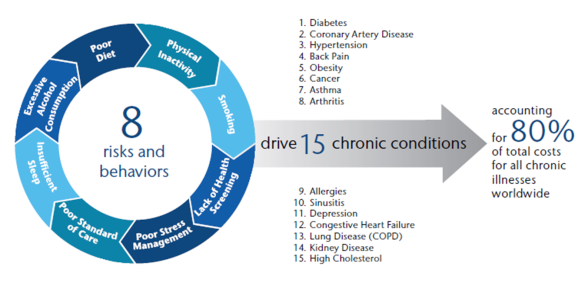 Poor
Diet
Physical
Inactivity
Smoking
Lack of Health
Screening
Poor Stress
Management
Poor Standard
of Care
Insufficient
Sleep
Excessive
Alcohol
Consumption
8
risks and
behaviors
1. Diabetes
2. Coronary Artery Disease
3. Hypertension
4. Back Pain
5. Obesity
6. Cancer
7. Asthma
8. Arthritis
drive 15 chronic conditions
9. Allergies
10. Sinusitis
11. Depression
12. Congestive Heart Failure
13. Lung Disease (COPD)
14. Kidney Disease
15. High Cholesterol
accounting
for 80%
of total costs
for all chronic
illnesses
worldwide